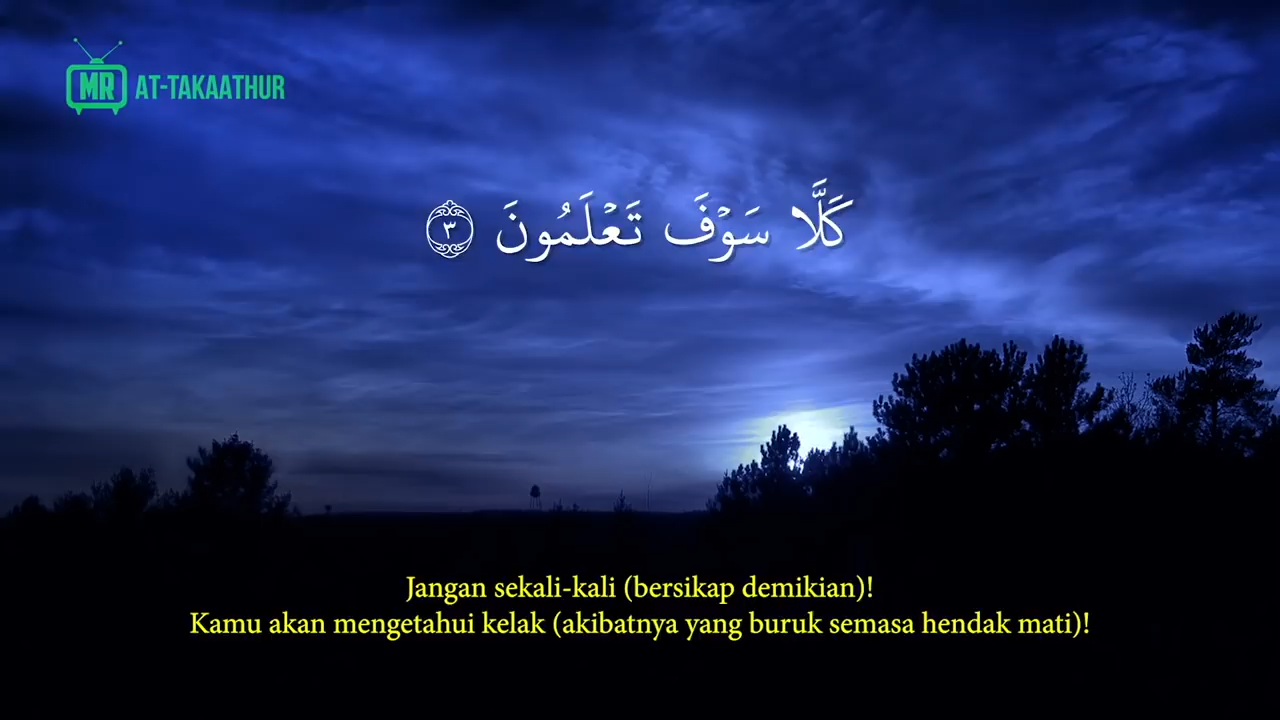 MR AT-TAKAATHUR
كَلَّا سَوْفَ تَعْلَمُونَ ٣
Jangan sekali-kali (bersikap demikian)!
Kamu akan mengetahui kelak (akibatnya yang buruk semasa hendak mati)!